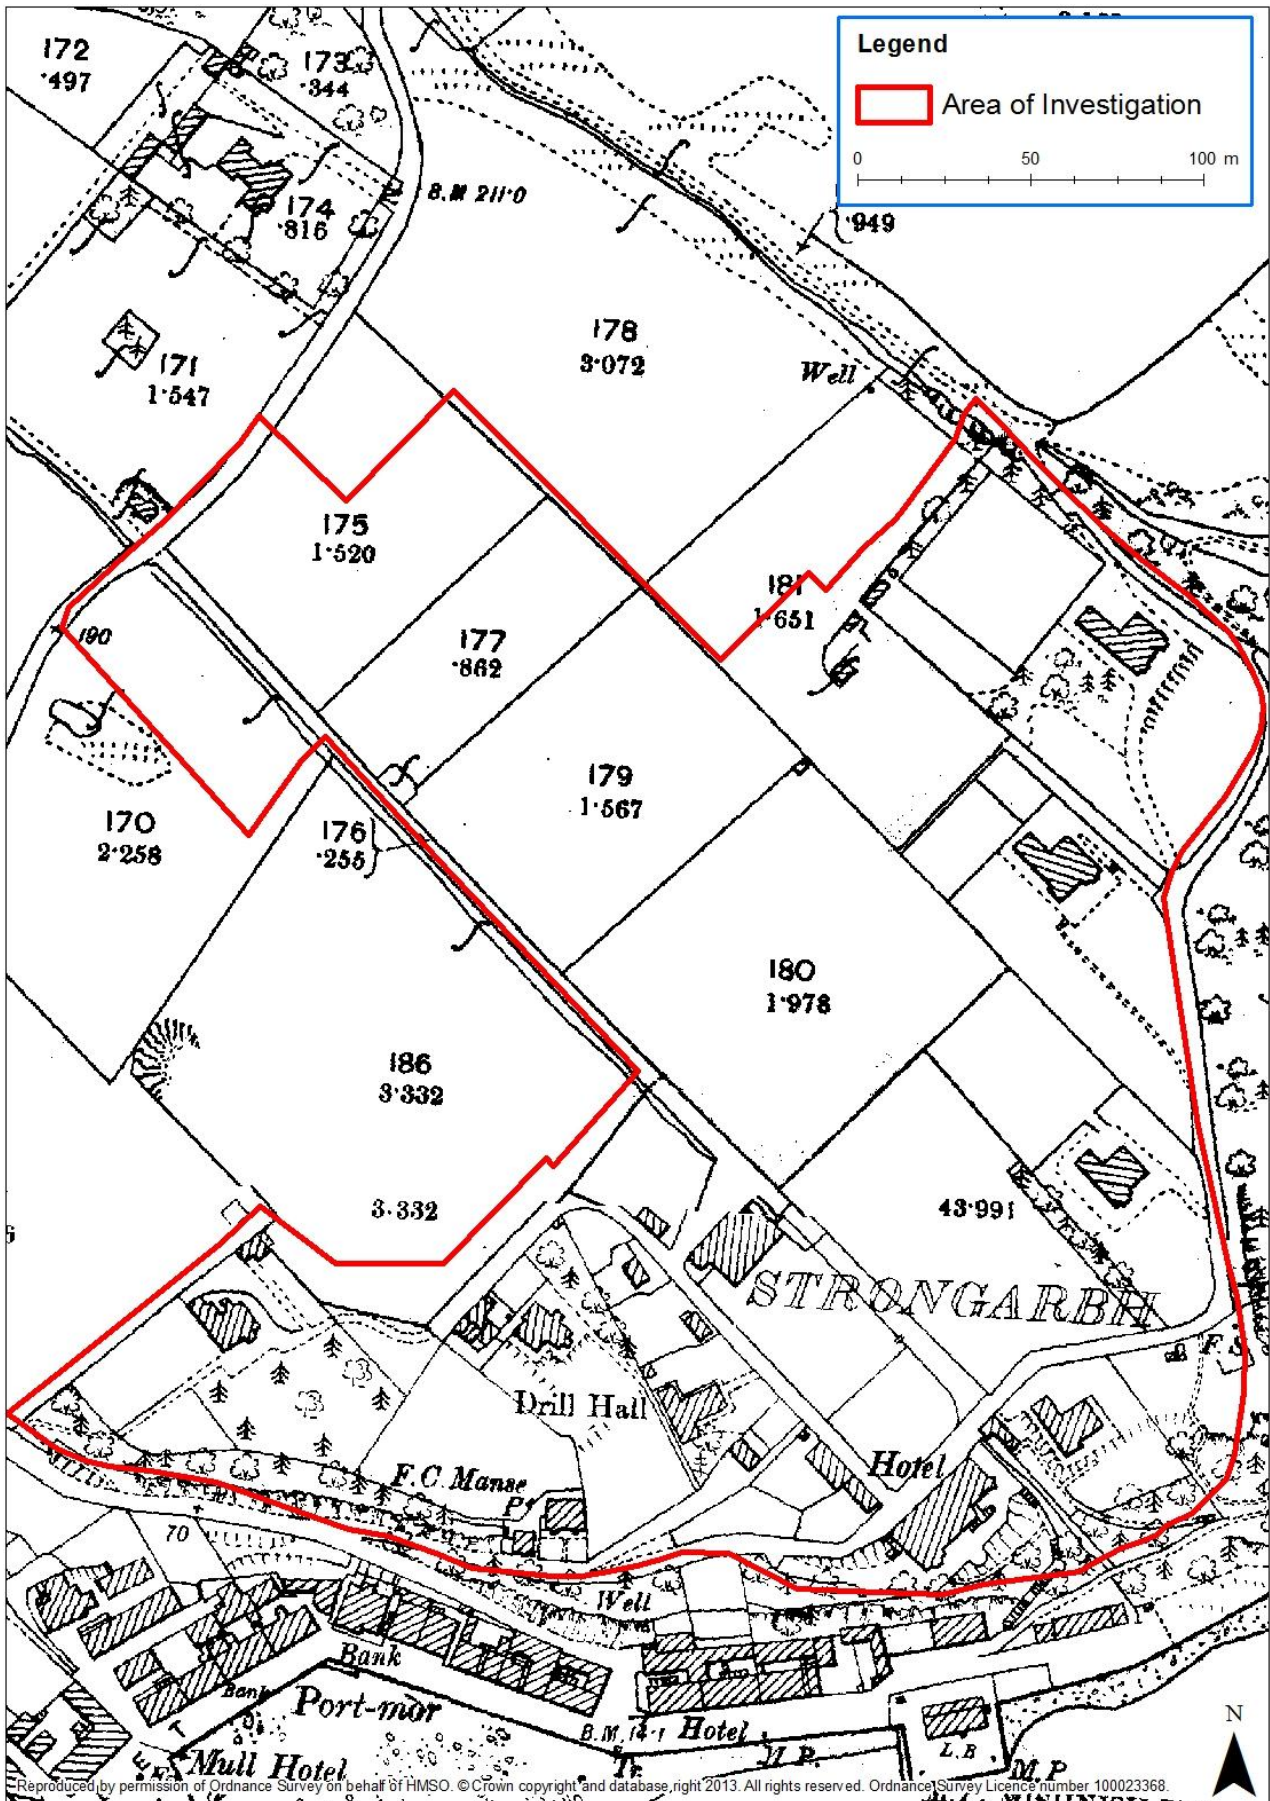 Legend
Area of Investigation
0 50 100 m
172
·497
173
·344
174
·816
B.M 211·0
·949
171
1·547
178
3·072
Well
175
1·520
181
1·651
190
177
·862
170
2·258
176
·255
179
1·567
180
1·978
186
3·332
3·332
43·991
STRONGARBH
Drill Hall
F.C. Manse
P
Hotel
70
Well
Bank
Bank
Port-mor
B.M. 14·1 Hotel
Mull Hotel
Tr.
M.P.
L.B
M.P
N
Reproduced by permission of Ordnance Survey on behalf of HMSO. © Crown copyright and database right 2013. All rights reserved. Ordnance Survey Licence number 100023368.